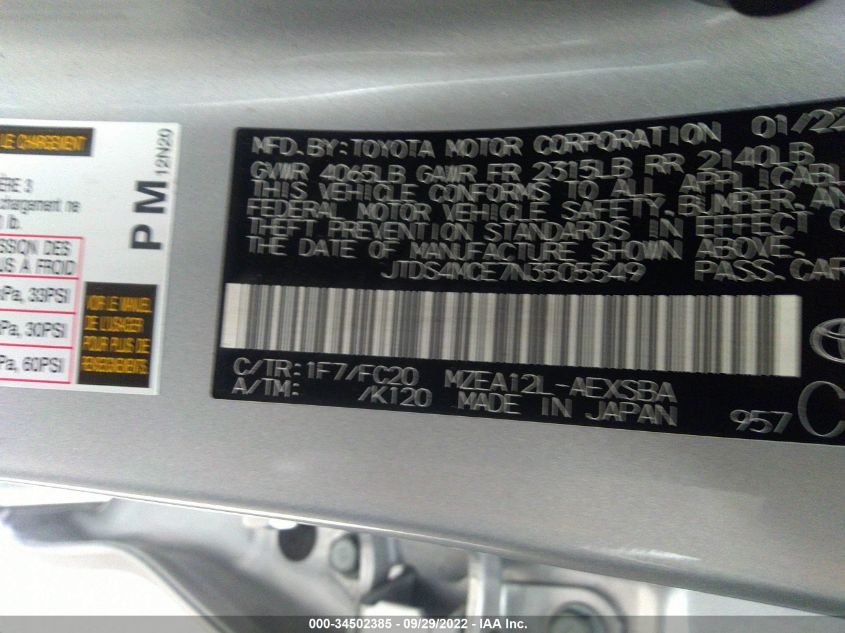 LE CHARGEMENT
ÈRE 3
chargement ne
lb.
PM
12N20
SSION DES
US A FROID
Pa, 33PSI
Pa, 30PSI
Pa, 60PSI
VOIR LE MANUEL
DE L'USAGER
POUR PLUS DE
RENSEIGNEMENTS
MFD. BY: TOYOTA MOTOR CORPORATION 01/22
GVWR 4065LB GAWR FR 2315LB RR 2140LB
THIS VEHICLE CONFORMS TO ALL APPLICABL
FEDERAL MOTOR VEHICLE SAFETY, BUMPER, AN
THEFT PREVENTION STANDARDS IN EFFECT O
THE DATE OF MANUFACTURE SHOWN ABOVE.
JTDS4MCE7N3505549 PASS. CAR
C/TR: 1F7/FC20 MZEA12L-AEXSBA
A/TM: /K120 MADE IN JAPAN 957 C
000-34502385 - 09/29/2022 - IAA Inc.